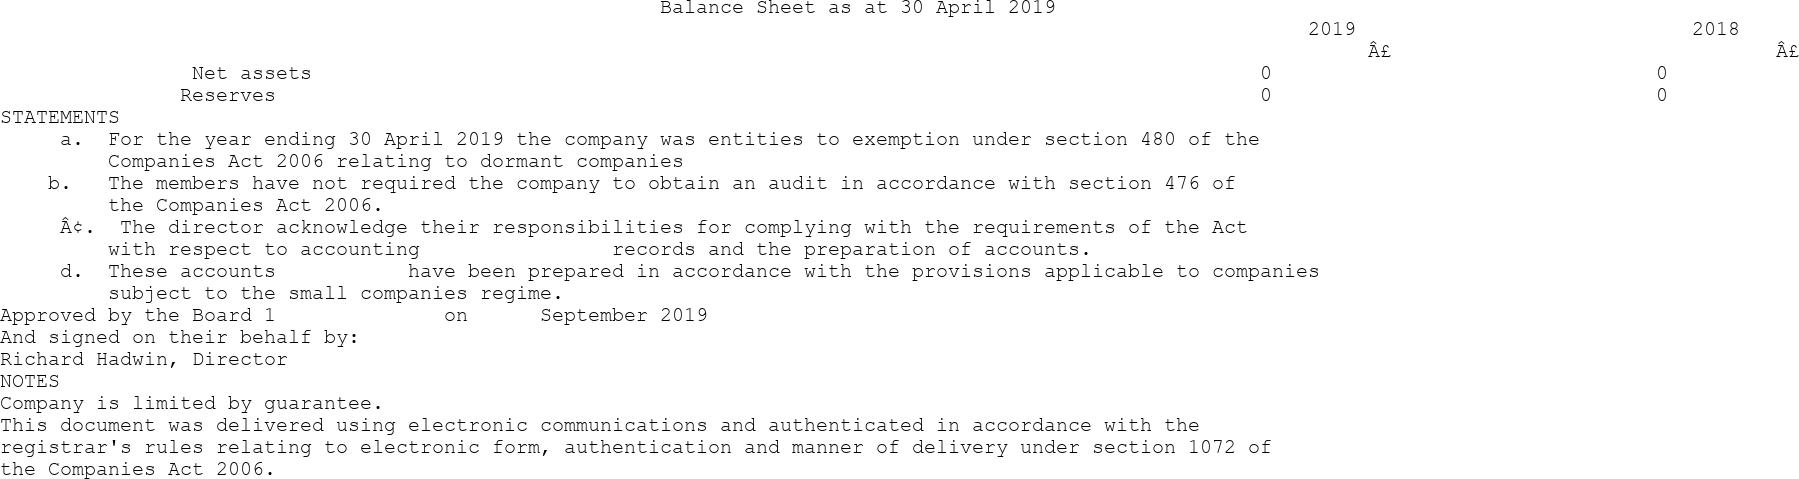 Balance Sheet as at 30 April 2019
2019 2018
Â£ Â£
Net assets 0 0
Reserves 0 0
STATEMENTS
a. For the year ending 30 April 2019 the company was entities to exemption under section 480 of the
Companies Act 2006 relating to dormant companies
b. The members have not required the company to obtain an audit in accordance with section 476 of
the Companies Act 2006.
Â¢. The director acknowledge their responsibilities for complying with the requirements of the Act
with respect to accounting records and the preparation of accounts.
d. These accounts have been prepared in accordance with the provisions applicable to companies
subject to the small companies regime.
Approved by the Board 1 on September 2019
And signed on their behalf by:
Richard Hadwin, Director
NOTES
Company is limited by guarantee.
This document was delivered using electronic communications and authenticated in accordance with the
registrar's rules relating to electronic form, authentication and manner of delivery under section 1072 of
the Companies Act 2006.